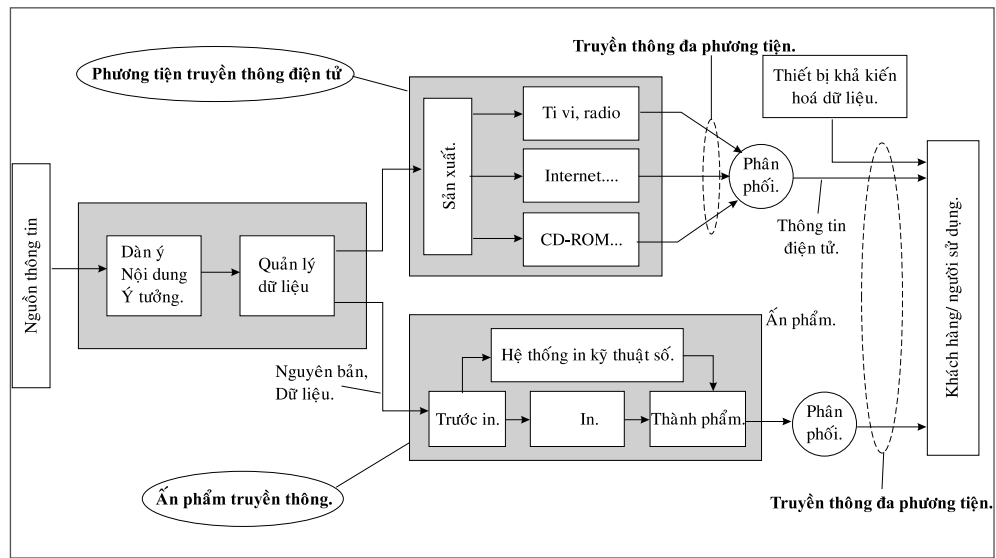 Truyền thông đa phương tiện.
Phương tiện truyền thông điện tử
Thiết bị khả kiến
hoá dữ liệu.
Nguồn thông tin
Dàn ý
Nội dung
Ý tưởng.
Quản lý
dữ liệu
Sản xuất.
Ti vi, radio
Internet....
CD-ROM...
Phân
phối.
Thông tin
điện tử.
Khách hàng/ người sử dụng.
Nguyên bản,
Dữ liệu.
Ấn phẩm.
Hệ thống in kỹ thuật số.
Trước in.
In.
Thành phẩm.
Phân
phối.
Ấn phẩm truyền thông.
Truyền thông đa phương tiện.